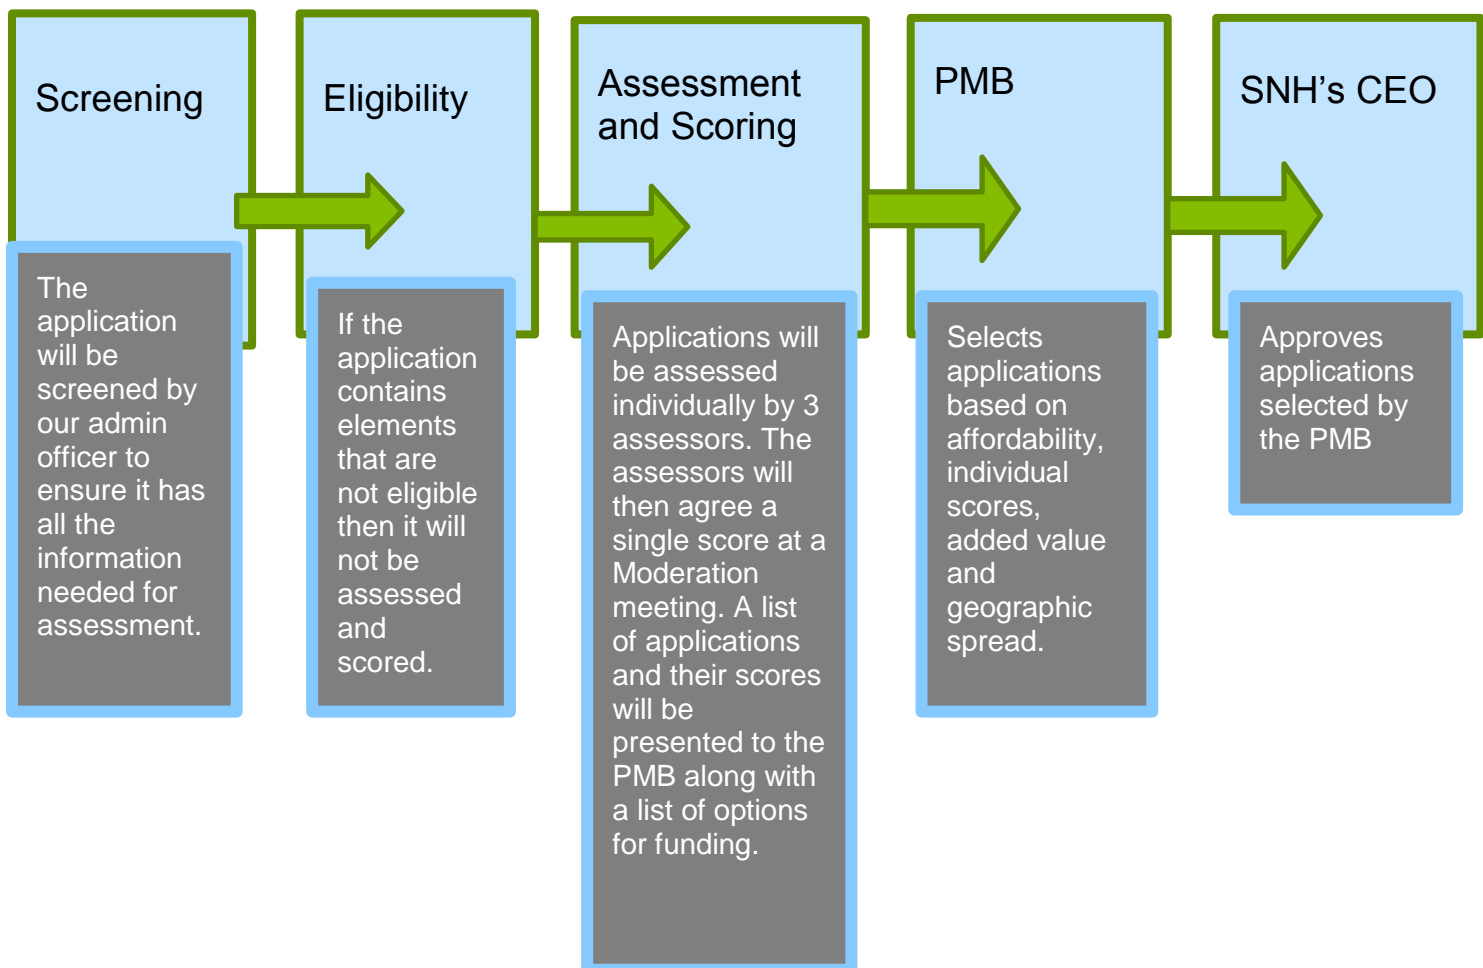 Screening
The
application
will be
screened by
our admin
officer to
ensure it has
all the
information
needed for
assessment.
Eligibility
If the
application
contains
elements
that are
not eligible
then it will
not be
assessed
and
scored.
Assessment
and Scoring
Applications will
be assessed
individually by 3
assessors. The
assessors will
then agree a
single score at a
Moderation
meeting. A list
of applications
and their scores
will be
presented to the
PMB along with
a list of options
for funding.
PMB
Selects
applications
based on
affordability,
individual
scores,
added value
and
geographic
spread.
SNH’s CEO
Approves
applications
selected by
the PMB